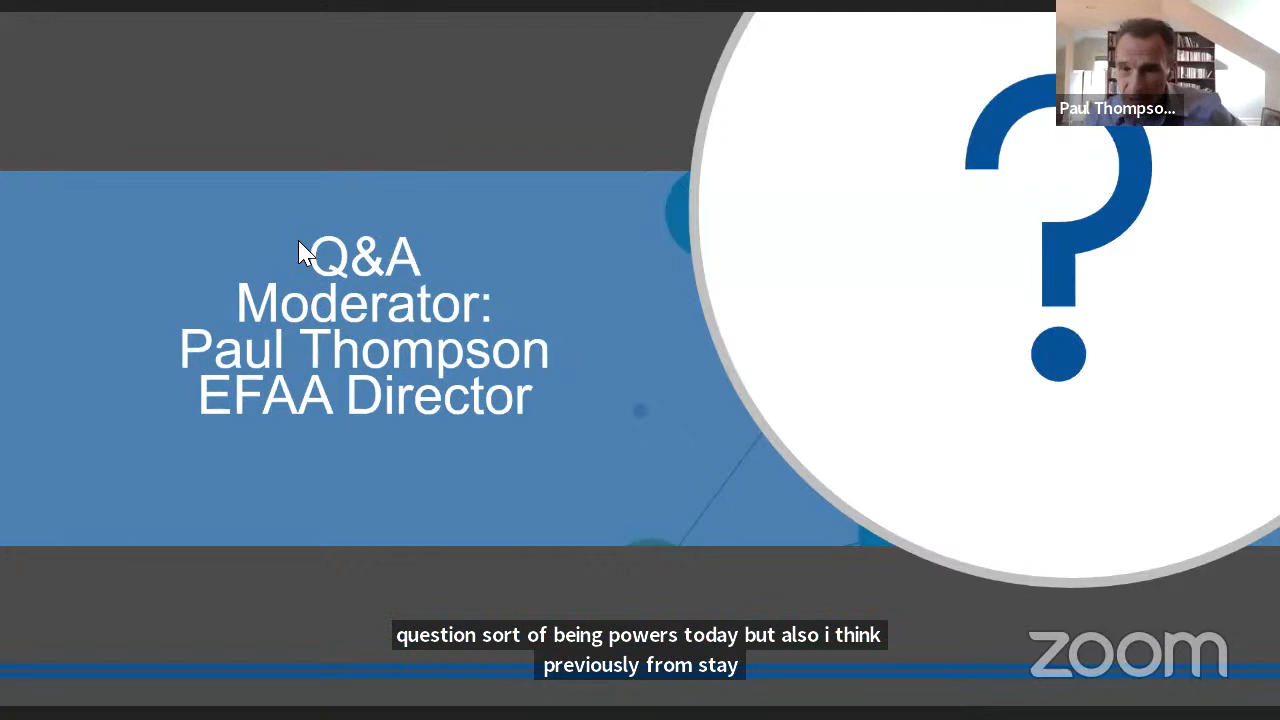 Paul Thompso...
Q&A
Moderator:
Paul Thompson
EFAA Director
question sort of being powers today but also i think
previously from stay
zoom